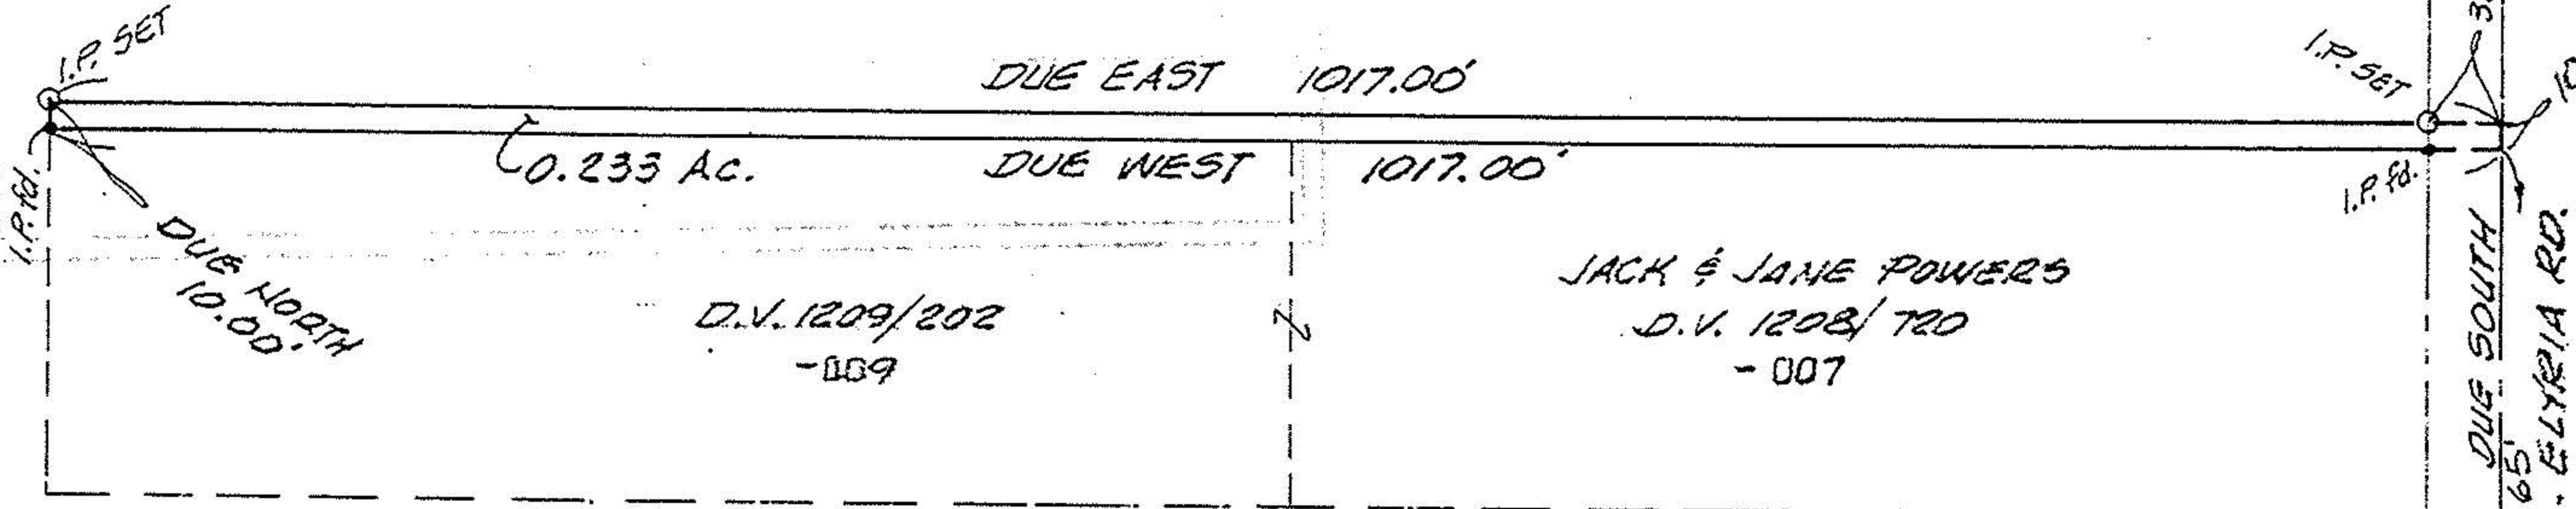 I.P. SET
DUE EAST 1017.00'
I.P. SET
0.233 AC.
DUE WEST 1017.00'
I.P. fd.
I.P. fd.
DUE NORTH
10.00'
D.V. 1209/202
-009
JACK & JANE POWERS
D.V. 1208/720
-007
DUE SOUTH
65'
ELYRIA RD.